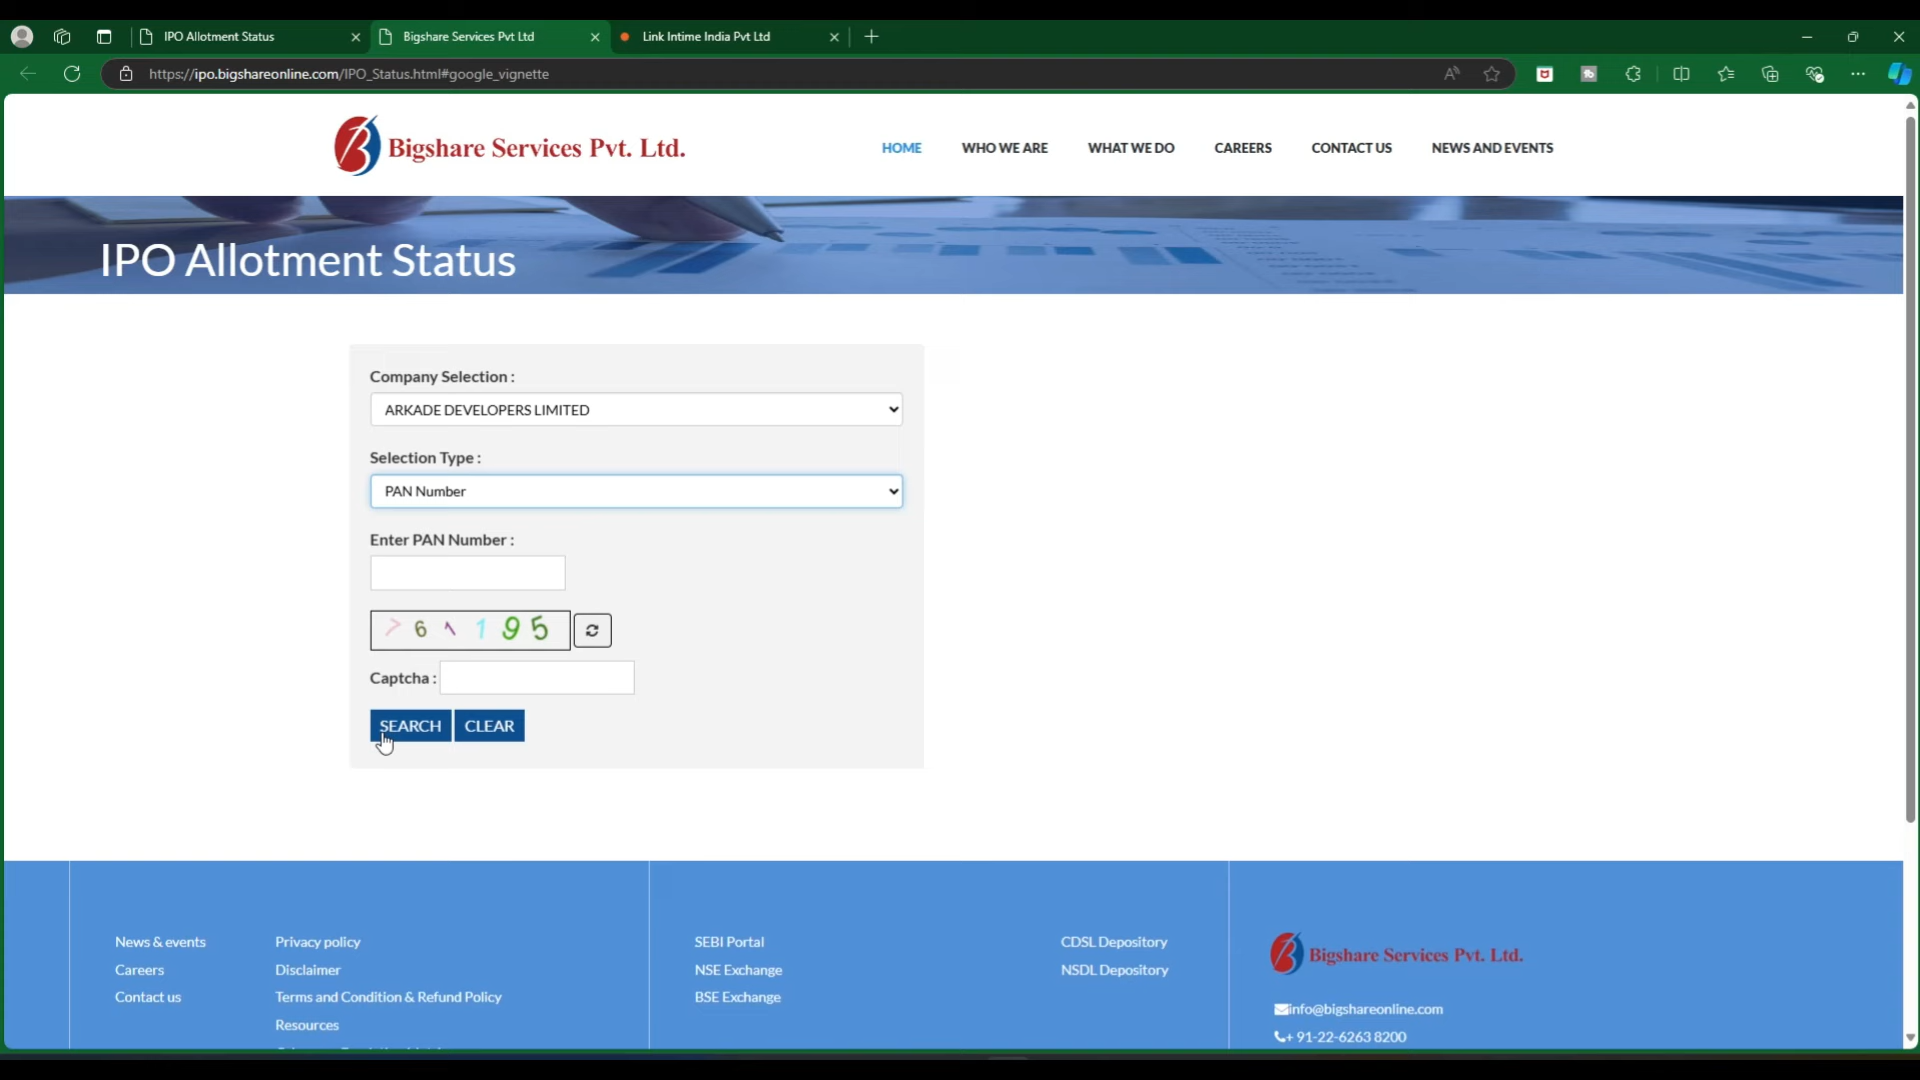 IPO Allotment Status
Bigshare Services Pvt Ltd
Link Intime India Pvt Ltd
https://ipo.bigshareonline.com/IPO_Status.html#google_vignette
Bigshare Services Pvt. Ltd.
HOME
WHO WE ARE
WHAT WE DO
CAREERS
CONTACT US
NEWS AND EVENTS
IPO Allotment Status
Company Selection :
ARKADE DEVELOPERS LIMITED
Selection Type :
PAN Number
Enter PAN Number :
Captcha :
SEARCH
CLEAR
News & events
Careers
Contact us
Privacy policy
Disclaimer
Terms and Condition & Refund Policy
Resources
SEBI Portal
NSE Exchange
BSE Exchange
CDSL Depository
NSDL Depository
Bigshare Services Pvt. Ltd.
info@bigshareonline.com
+ 91-22-6263 8200